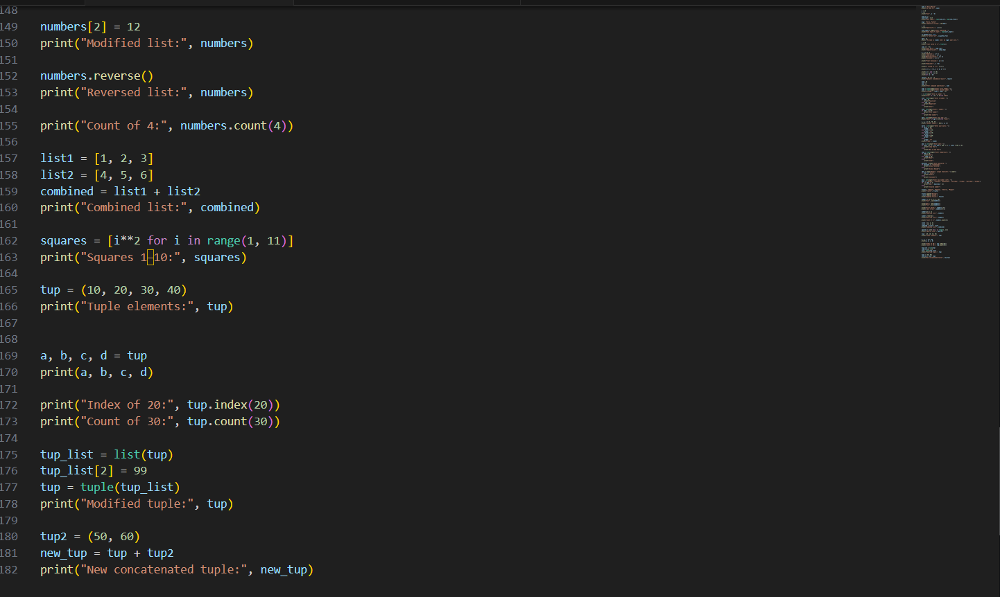 148
149 numbers[2] = 12
150 print("Modified list:", numbers)
151
152 numbers.reverse()
153 print("Reversed list:", numbers)
154
155 print("Count of 4:", numbers.count(4))
156
157 list1 = [1, 2, 3]
158 list2 = [4, 5, 6]
159 combined = list1 + list2
160 print("Combined list:", combined)
161
162 squares = [i**2 for i in range(1, 11)]
163 print("Squares 1–10:", squares)
164
165 tup = (10, 20, 30, 40)
166 print("Tuple elements:", tup)
167
168
169 a, b, c, d = tup
170 print(a, b, c, d)
171
172 print("Index of 20:", tup.index(20))
173 print("Count of 30:", tup.count(30))
174
175 tup_list = list(tup)
176 tup_list[2] = 99
177 tup = tuple(tup_list)
178 print("Modified tuple:", tup)
179
180 tup2 = (50, 60)
181 new_tup = tup + tup2
182 print("New concatenated tuple:", new_tup)